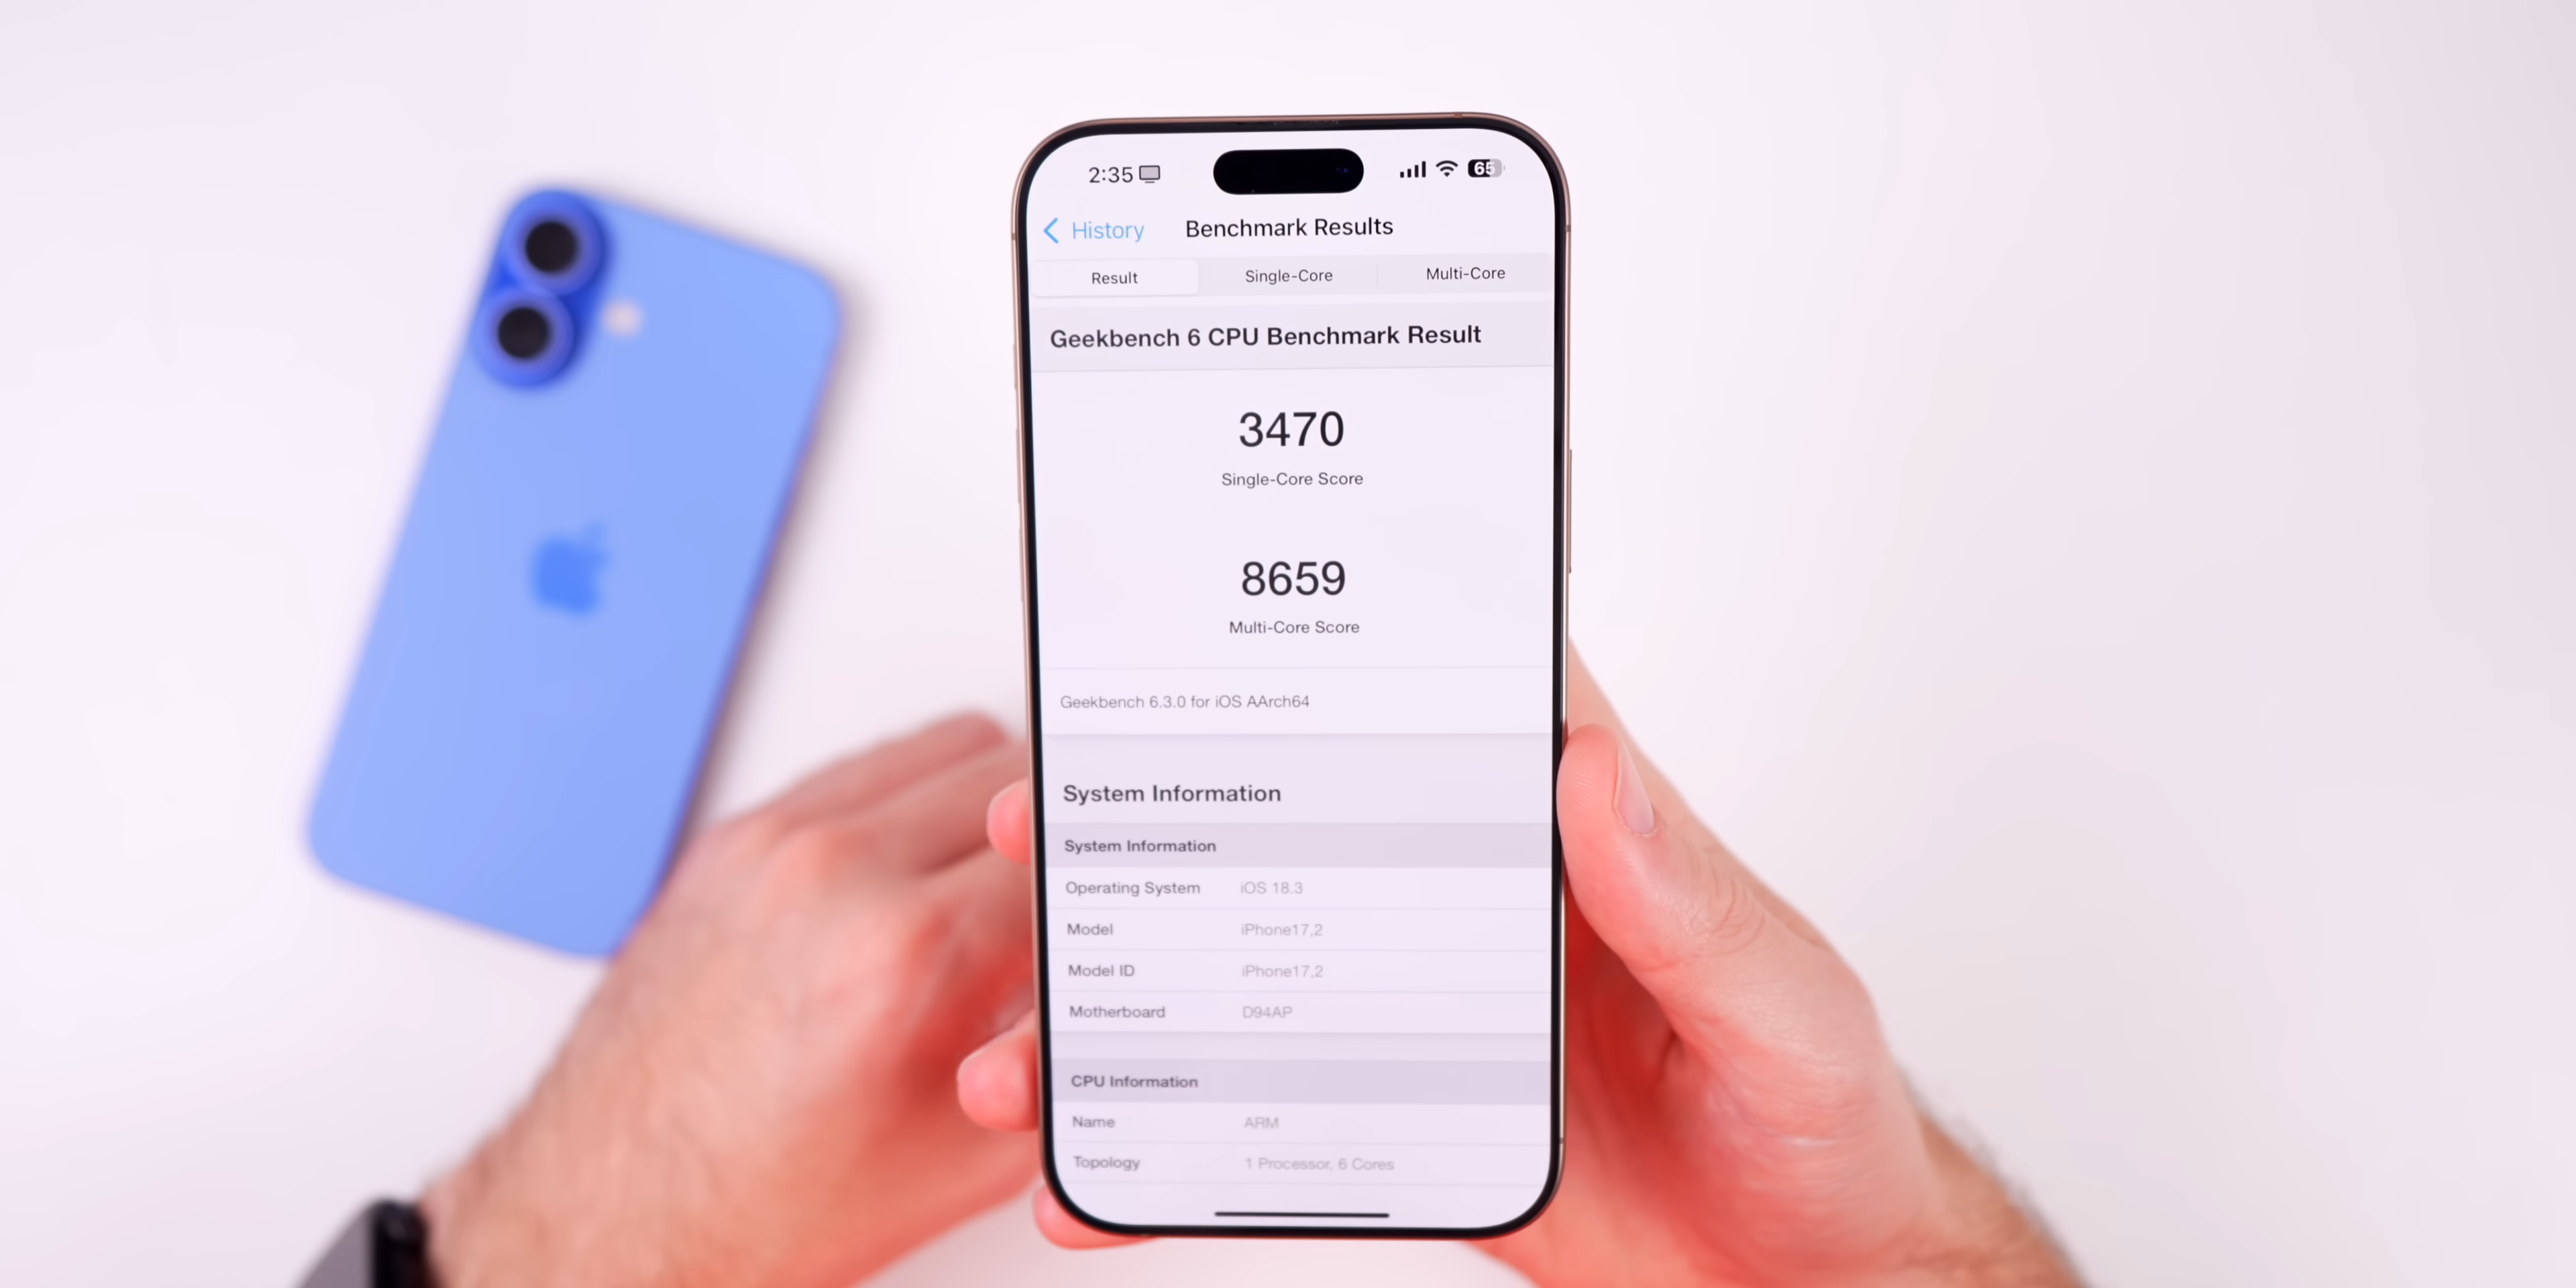 2:35 65
History Benchmark Results
Result Single-Core Multi-Core
Geekbench 6 CPU Benchmark Result
3470
Single-Core Score
8659
Multi-Core Score
Geekbench 6.3.0 for iOS AArch64
System Information
System Information
Operating System iOS 18.3
Model iPhone17,2
Model ID iPhone17,2
Motherboard D94AP
CPU Information
Name ARM
Topology 1 Processor, 6 Cores